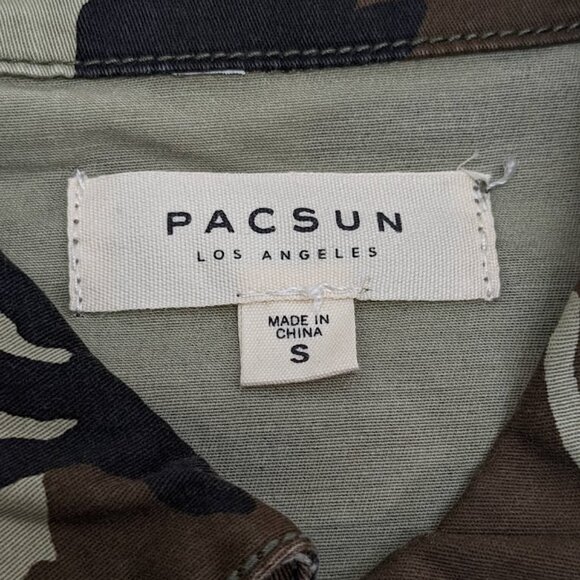 PACSUN
LOS ANGELES
MADE IN
CHINA
S